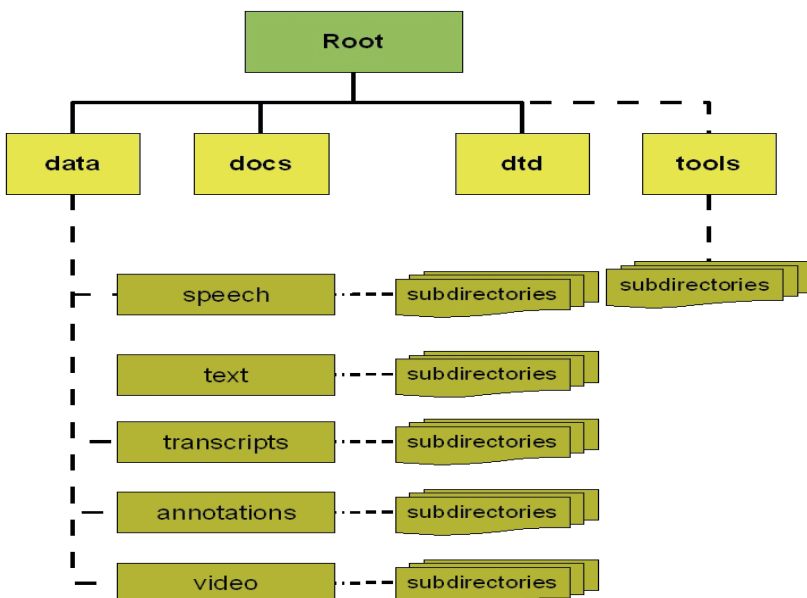 Root
data
docs
dtd
tools
subdirectories
speech
subdirectories
text
subdirectories
transcripts
subdirectories
annotations
subdirectories
video
subdirectories